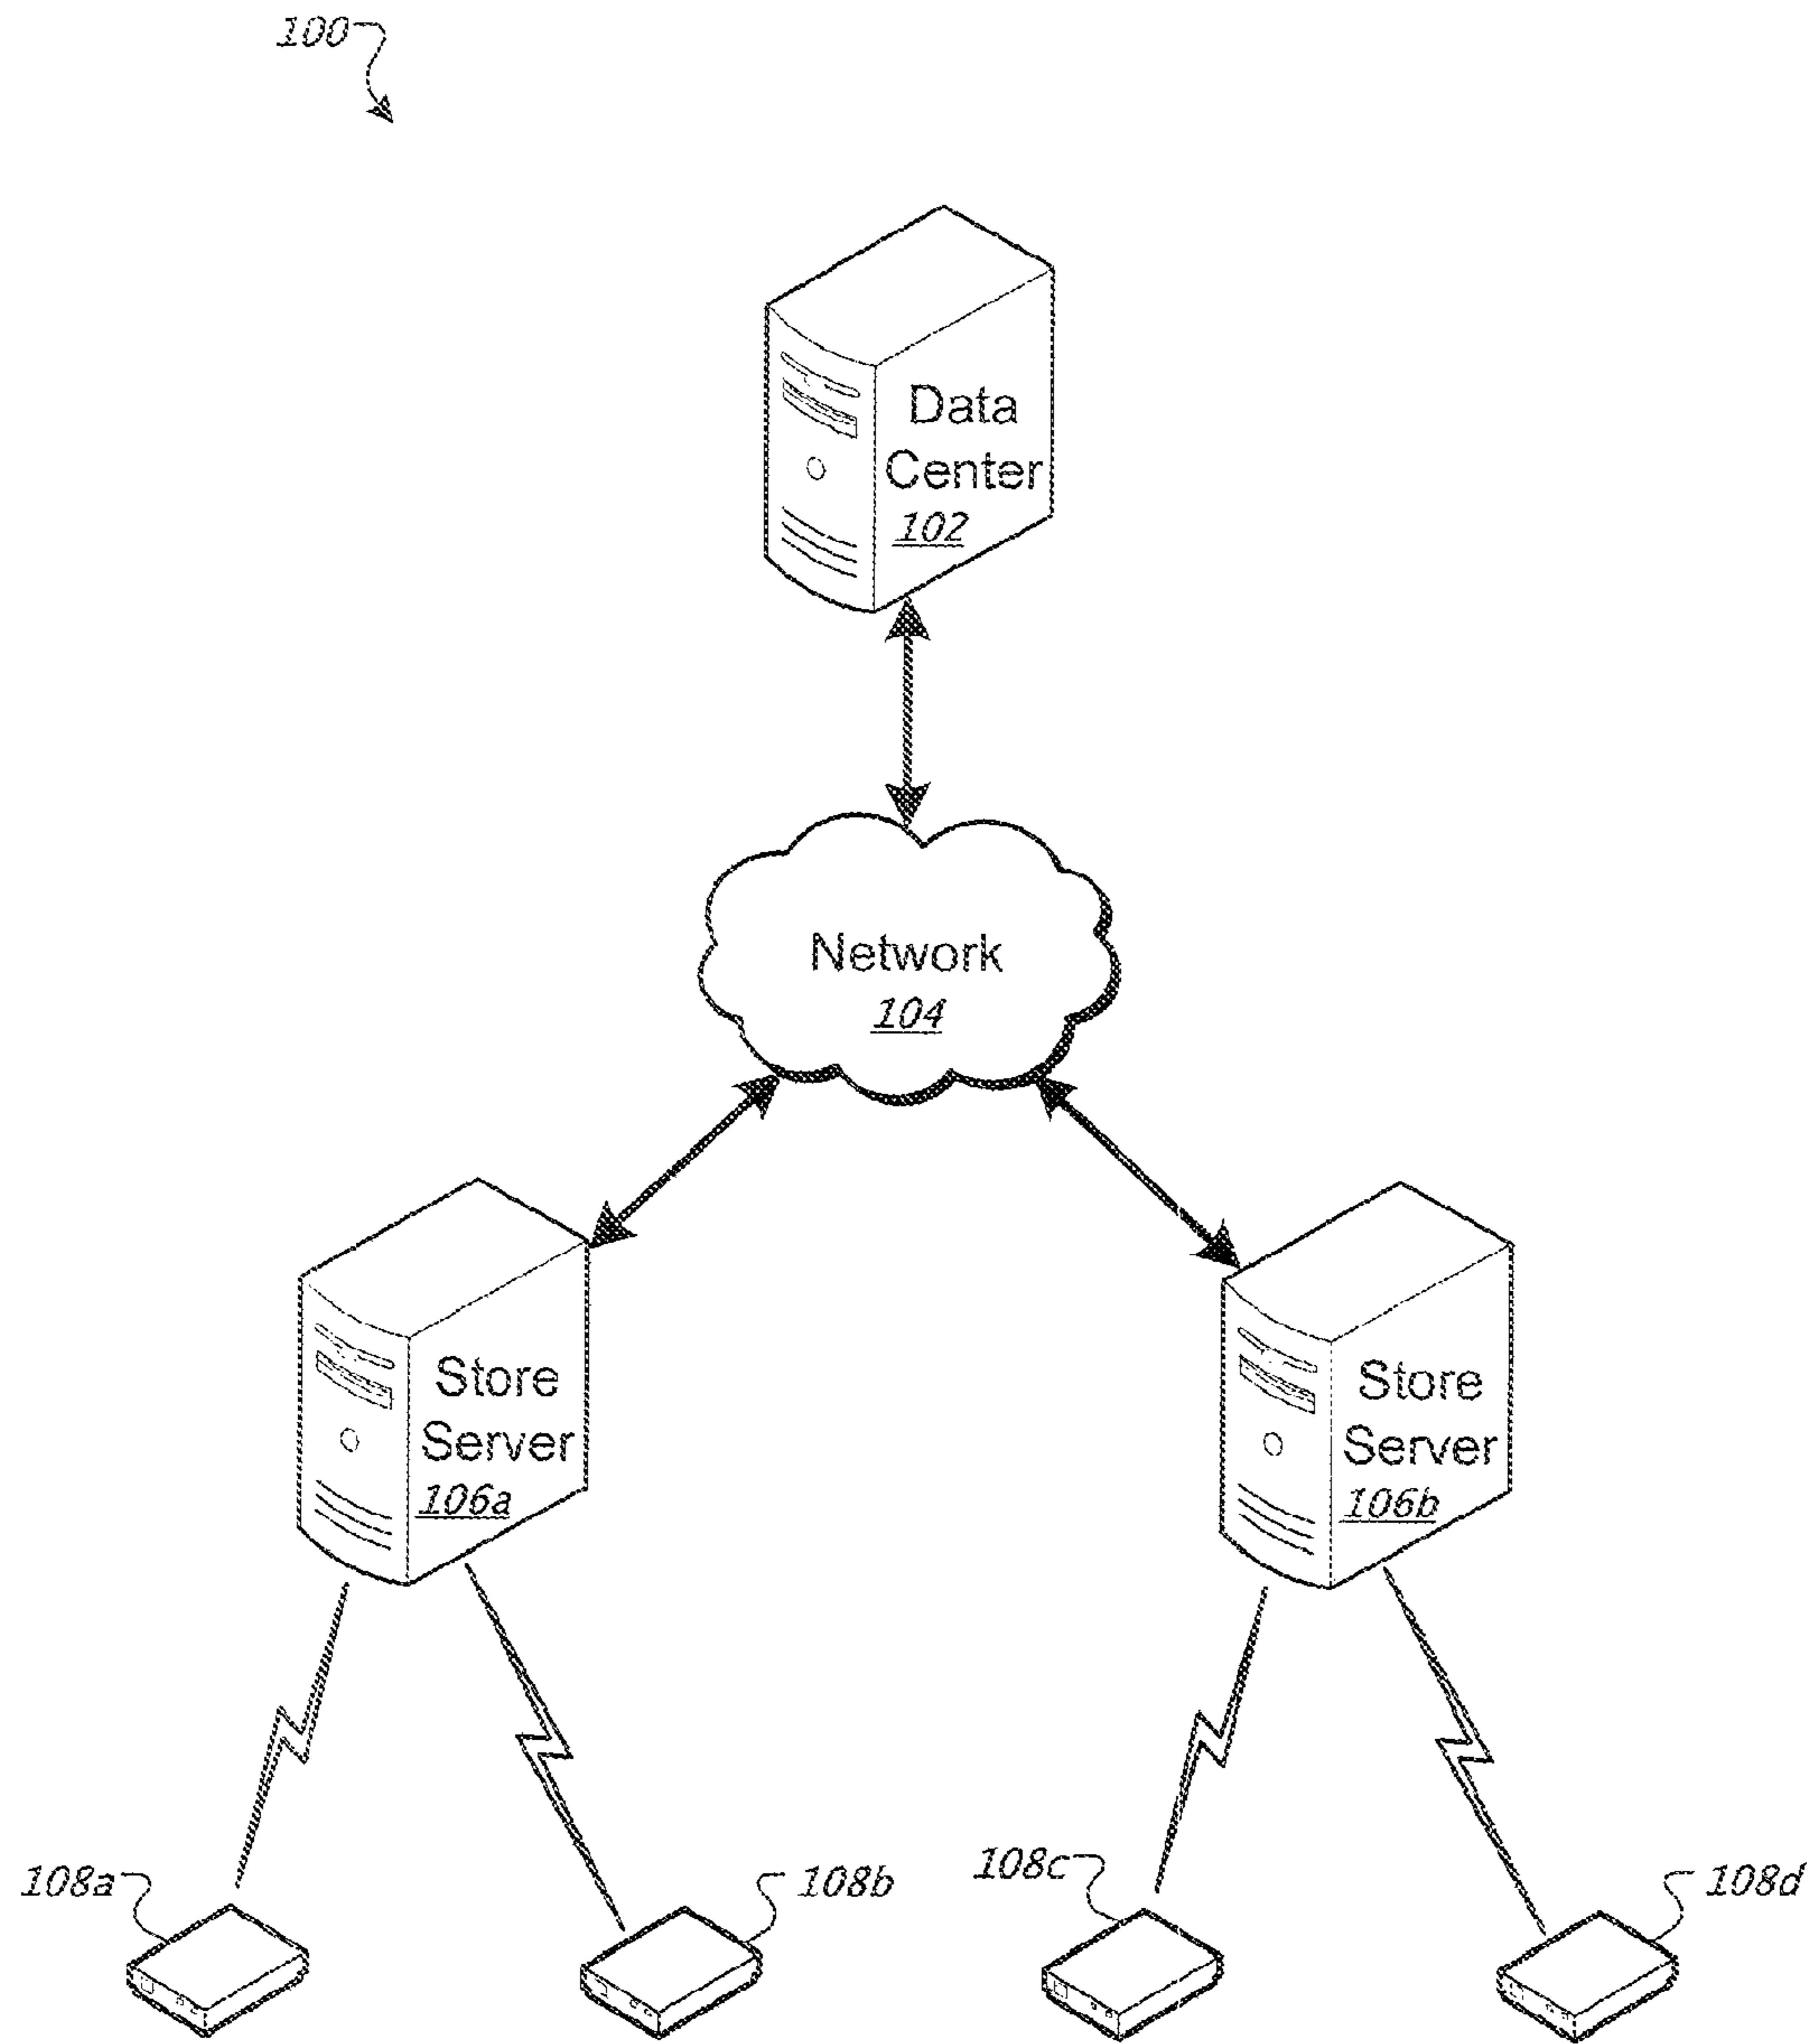 100
Data
Center
102
Network
104
Store
Server
106a
Store
Server
106b
108a
108b
108c
108d